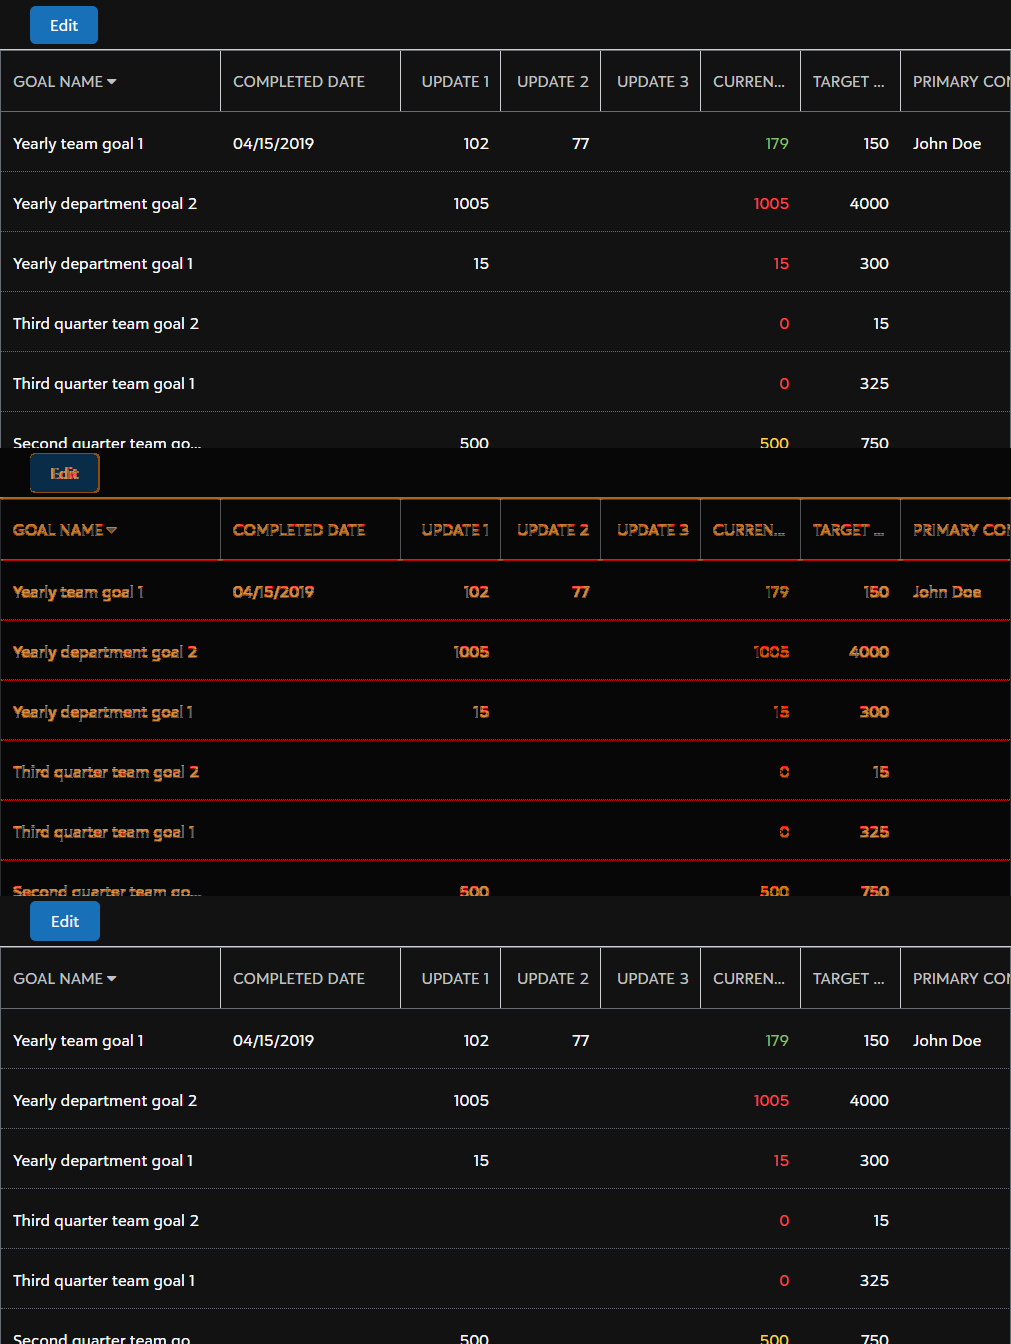 Edit
GOAL NAME COMPLETED DATE UPDATE 1 UPDATE 2 UPDATE 3 CURREN... TARGET ... PRIMARY CON
Yearly team goal 1 04/15/2019 102 77 179 150 John Doe
Yearly department goal 2 1005 1005 4000
Yearly department goal 1 15 15 300
Third quarter team goal 2 0 15
Third quarter team goal 1 0 325
Second quarter team go... 500 500 750
Edit
GOAL NAME COMPLETED DATE UPDATE 1 UPDATE 2 UPDATE 3 CURREN... TARGET ... PRIMARY CON
Yearly team goal 1 04/15/2019 102 77 179 150 John Doe
Yearly department goal 2 1005 1005 4000
Yearly department goal 1 15 15 300
Third quarter team goal 2 0 15
Third quarter team goal 1 0 325
Second quarter team go... 500 500 750
Edit
GOAL NAME COMPLETED DATE UPDATE 1 UPDATE 2 UPDATE 3 CURREN... TARGET ... PRIMARY CON
Yearly team goal 1 04/15/2019 102 77 179 150 John Doe
Yearly department goal 2 1005 1005 4000
Yearly department goal 1 15 15 300
Third quarter team goal 2 0 15
Third quarter team goal 1 0 325
Second quarter team go 500 500 750